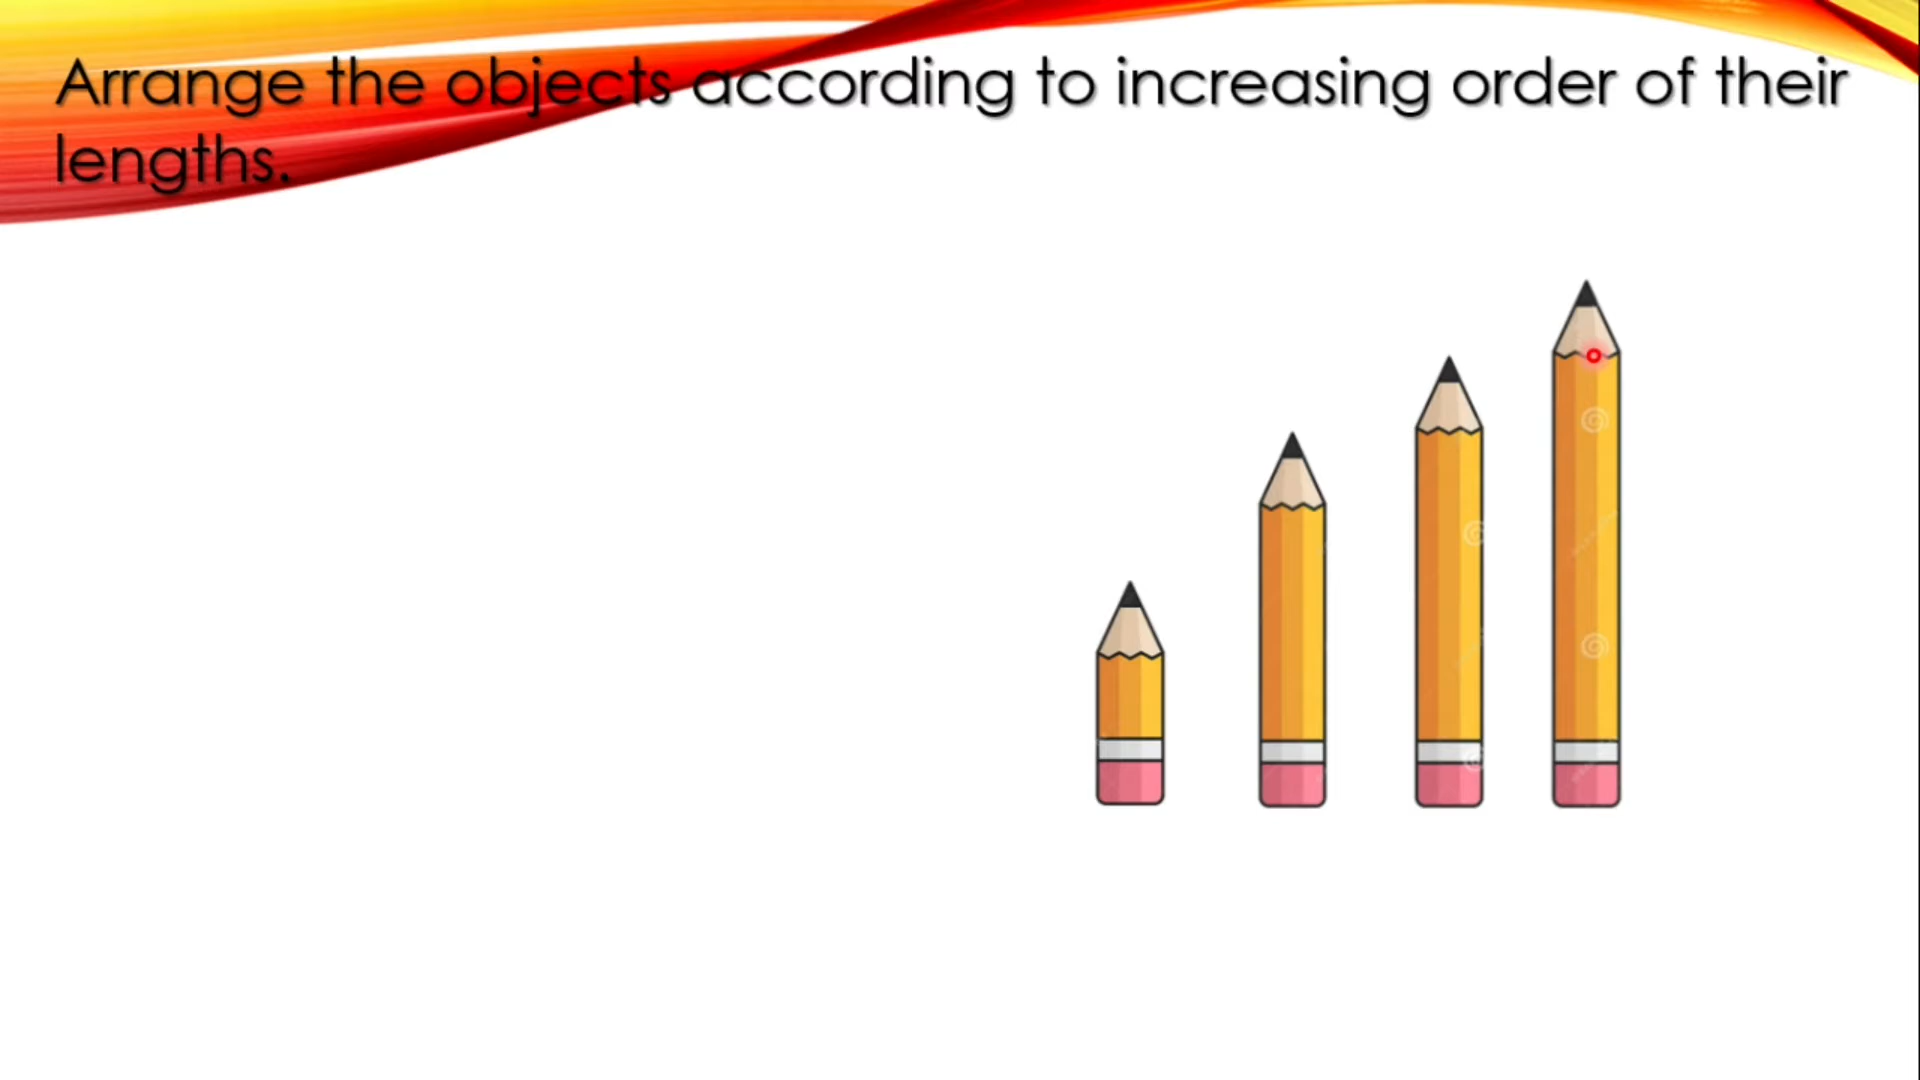 Arrange the objects according to increasing order of their
lengths.